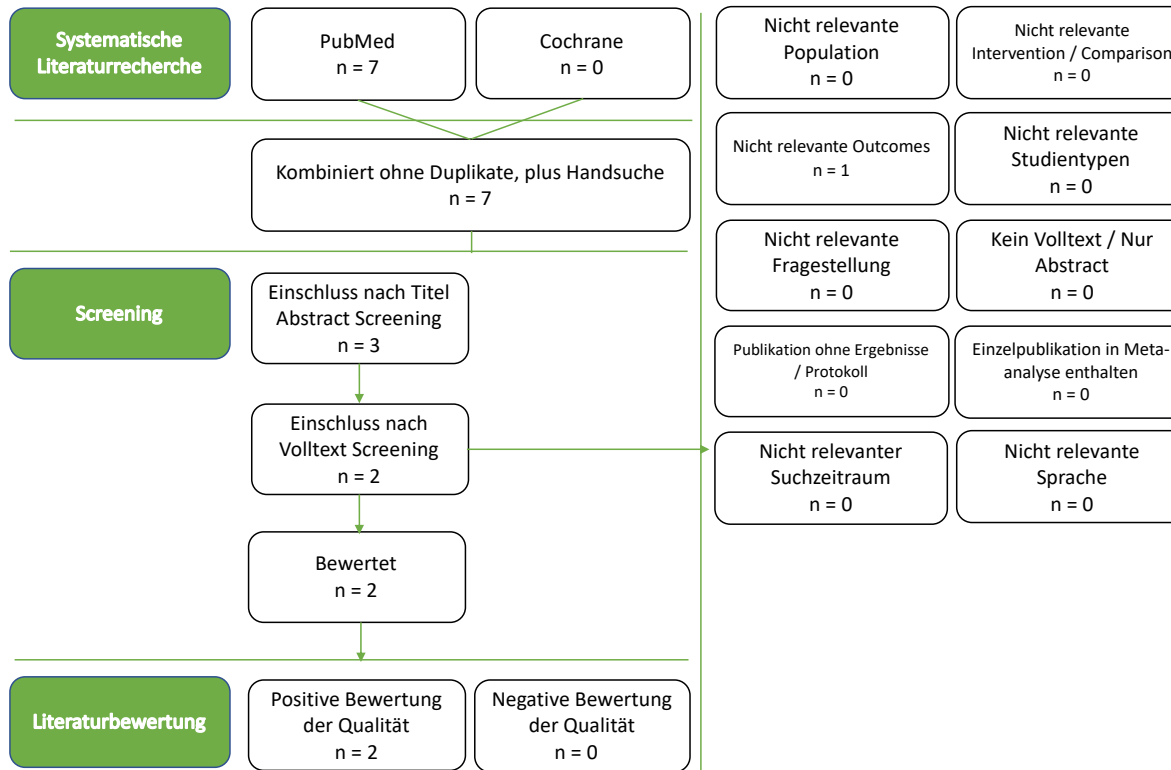 Systematische
Literaturrecherche
PubMed
n = 7
Cochrane
n = 0
Kombiniert ohne Duplikate, plus Handsuche
n = 7
Screening
Einschluss nach Titel
Abstract Screening
n = 3
Einschluss nach
Volltext Screening
n = 2
Bewertet
n = 2
Literaturbewertung
Positive Bewertung
der Qualität
n = 2
Negative Bewertung
der Qualität
n = 0
Nicht relevante
Population
n = 0
Nicht relevante
Intervention / Comparison
n = 0
Nicht relevante Outcomes
n = 1
Nicht relevante
Studientypen
n = 0
Nicht relevante
Fragestellung
n = 0
Kein Volltext / Nur
Abstract
n = 0
Publikation ohne Ergebnisse
/ Protokoll
n = 0
Einzelpublikation in Meta-
analyse enthalten
n = 0
Nicht relevanter
Suchzeitraum
n = 0
Nicht relevante
Sprache
n = 0